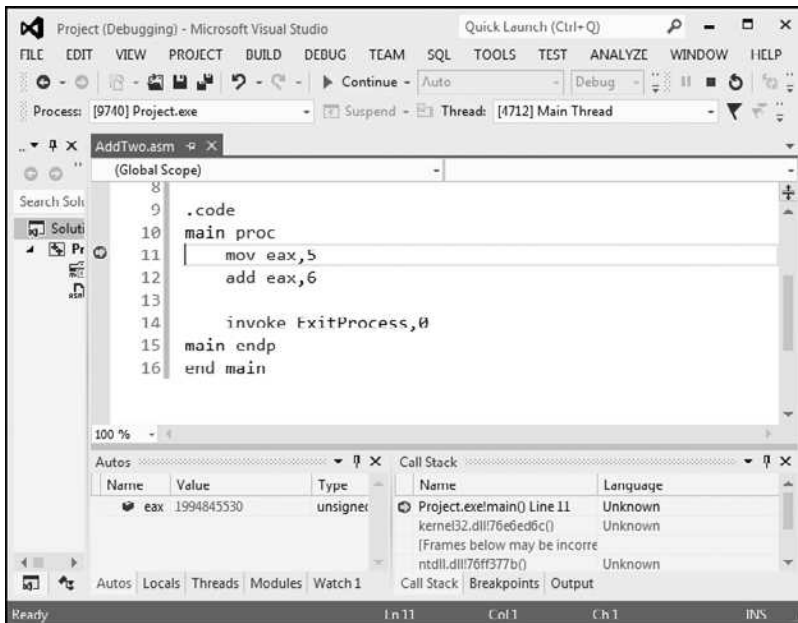 Project (Debugging) - Microsoft Visual Studio
Quick Launch (Ctrl+Q)
FILE EDIT VIEW PROJECT BUILD DEBUG TEAM SQL TOOLS TEST ANALYZE WINDOW HELP
Continue Auto Debug
Process: [9740] Project.exe Suspend Thread: [4712] Main Thread
AddTwo.asm
(Global Scope)
Search Solu
Soluti
Pr
8
9 .code
10 main proc
11 mov eax,5
12 add eax,6
13
14 invoke ExitProcess,0
15 main endp
16 end main
100 %
Autos
Name Value Type
eax 1994845530 unsigned
Autos Locals Threads Modules Watch 1
Call Stack
Name Language
Project.exe!main() Line 11 Unknown
kernel32.dll!76e6ed6c() Unknown
[Frames below may be incorre
ntdll.dll!76ff377b() Unknown
Call Stack Breakpoints Output
Ready Ln 11 Col 1 Ch 1 INS